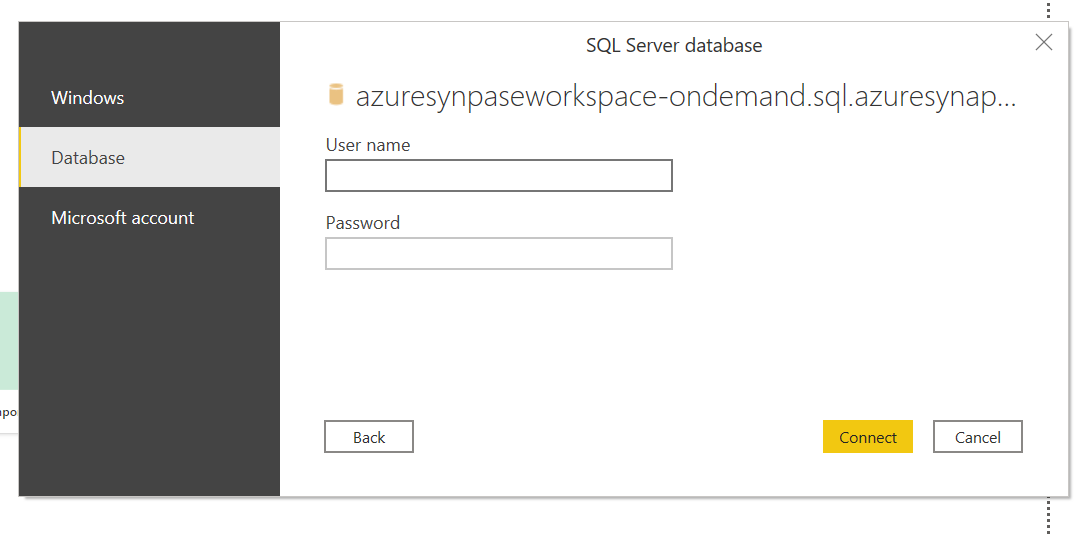 SQL Server database
Windows
Database
Microsoft account
azuresynpaseworkspace-ondemand.sql.azuresynap...
User name
Password
Back
Connect
Cancel